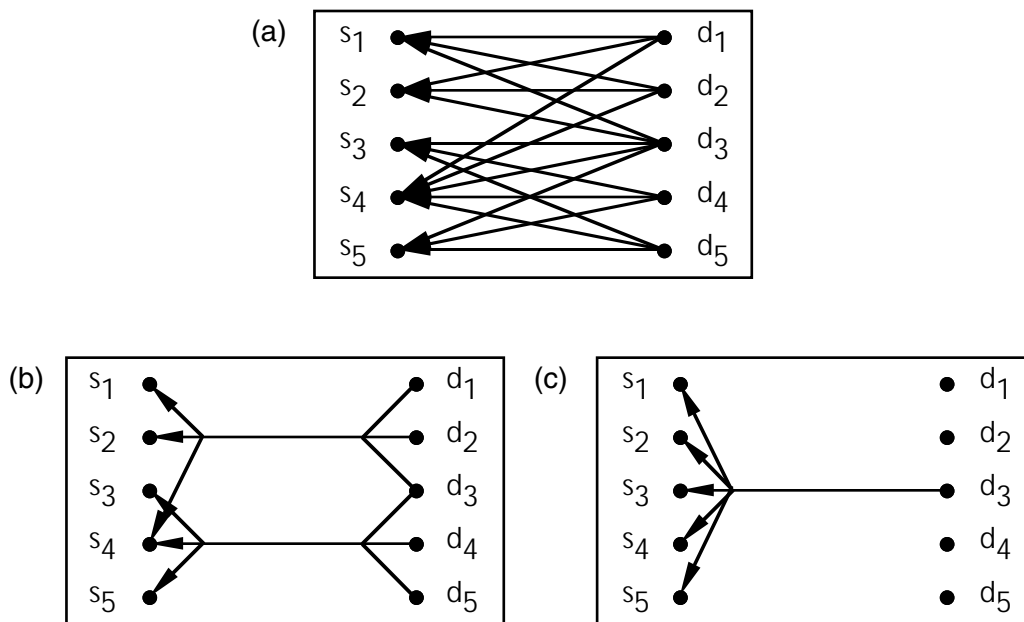 (a)
s1 d1
s2 d2
s3 d3
s4 d4
s5 d5
(b)
s1 d1
s2 d2
s3 d3
s4 d4
s5 d5
(c)
s1 d1
s2 d2
s3 d3
s4 d4
s5 d5